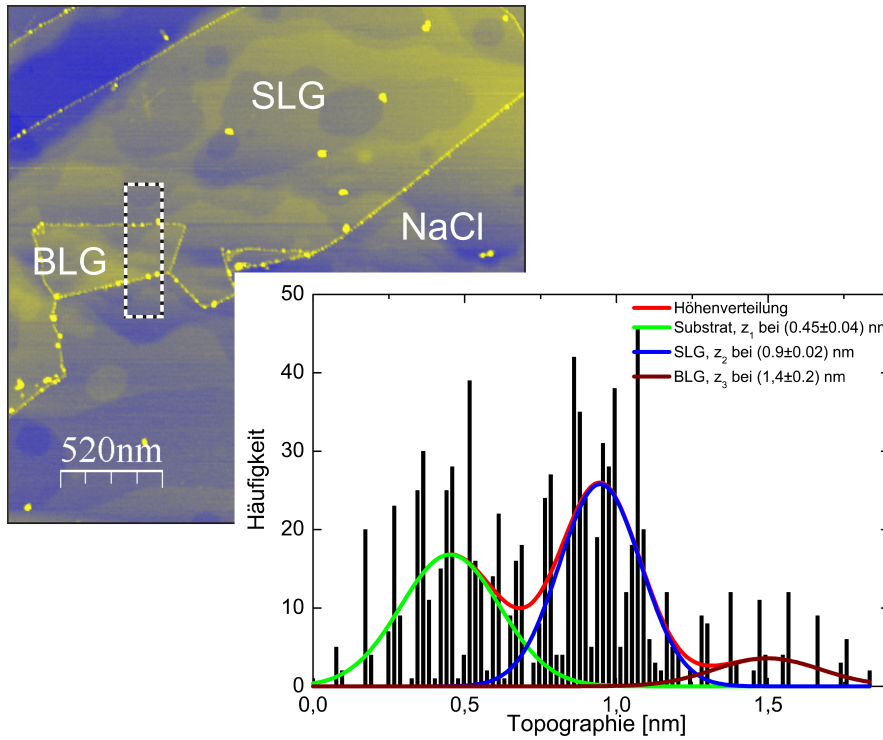 SLG
NaCl
BLG
520nm
Höhenverteilung
Substrat, z1 bei (0.45±0.04) nm
SLG, z2 bei (0.9±0.02) nm
BLG, z3 bei (1,4±0.2) nm
Häufigkeit
50
40
30
20
10
0
0,0 0,5 1,0 1,5
Topographie [nm]